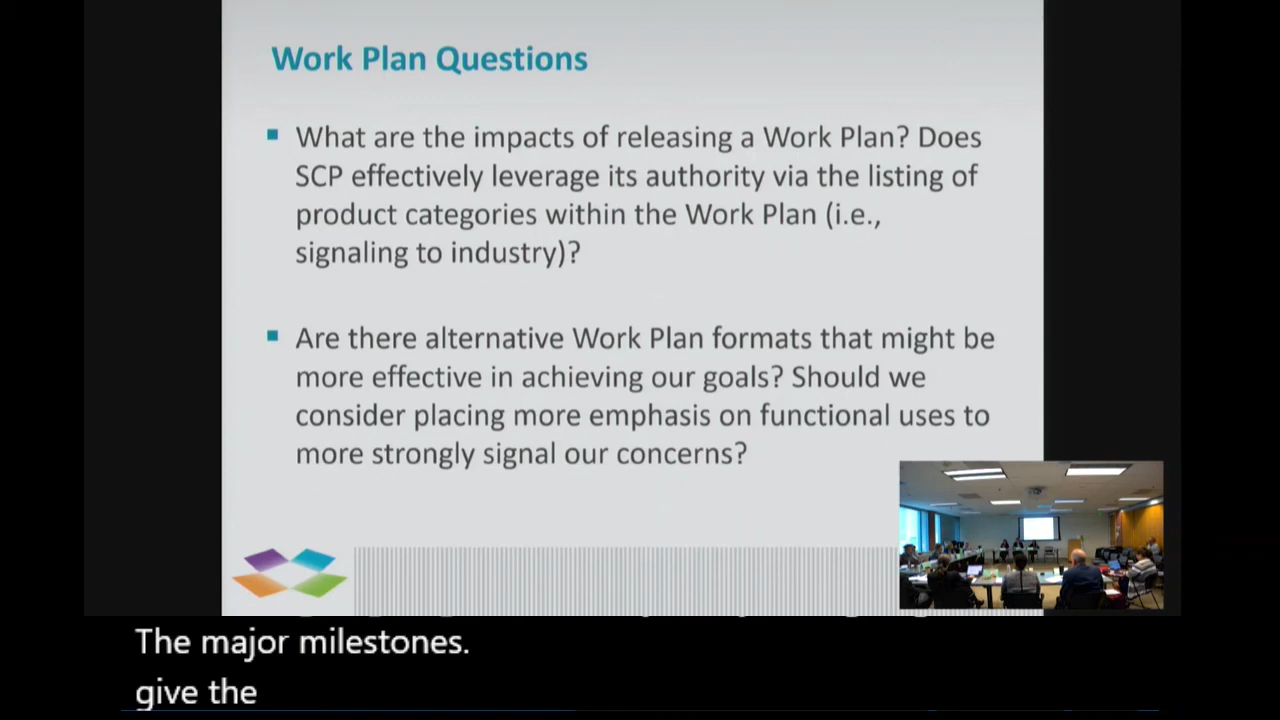 Work Plan Questions
What are the impacts of releasing a Work Plan? Does
SCP effectively leverage its authority via the listing of
product categories within the Work Plan (i.e.,
signaling to industry)?
Are there alternative Work Plan formats that might be
more effective in achieving our goals? Should we
consider placing more emphasis on functional uses to
more strongly signal our concerns?
The major milestones.
give the